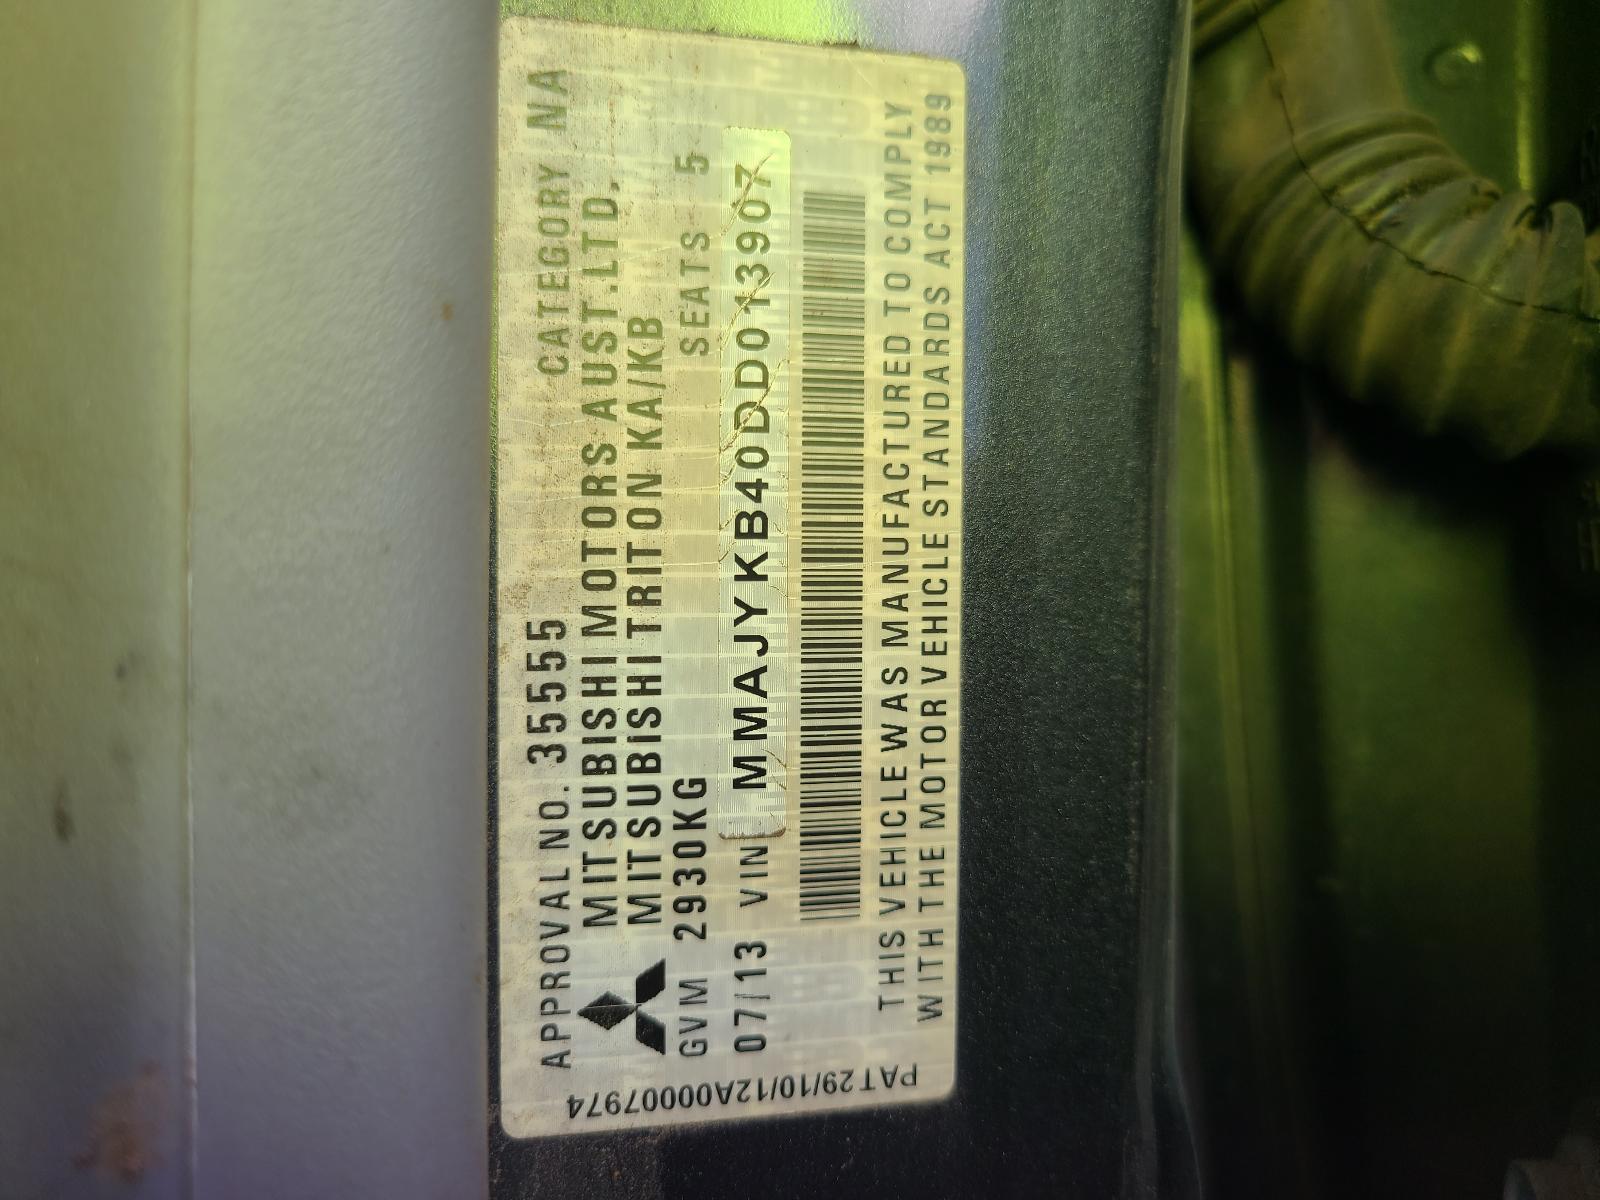 APPROVAL NO. 35555 CATEGORY NA
MITSUBISHI MOTORS AUST.LTD.
MITSUBISHI TRITON KA/KB
GVM 2930KG SEATS 5
07/13 VIN MMAJYKB40DD013907
THIS VEHICLE WAS MANUFACTURED TO COMPLY
WITH THE MOTOR VEHICLE STANDARDS ACT 1989
PAT29/10/12A00007974